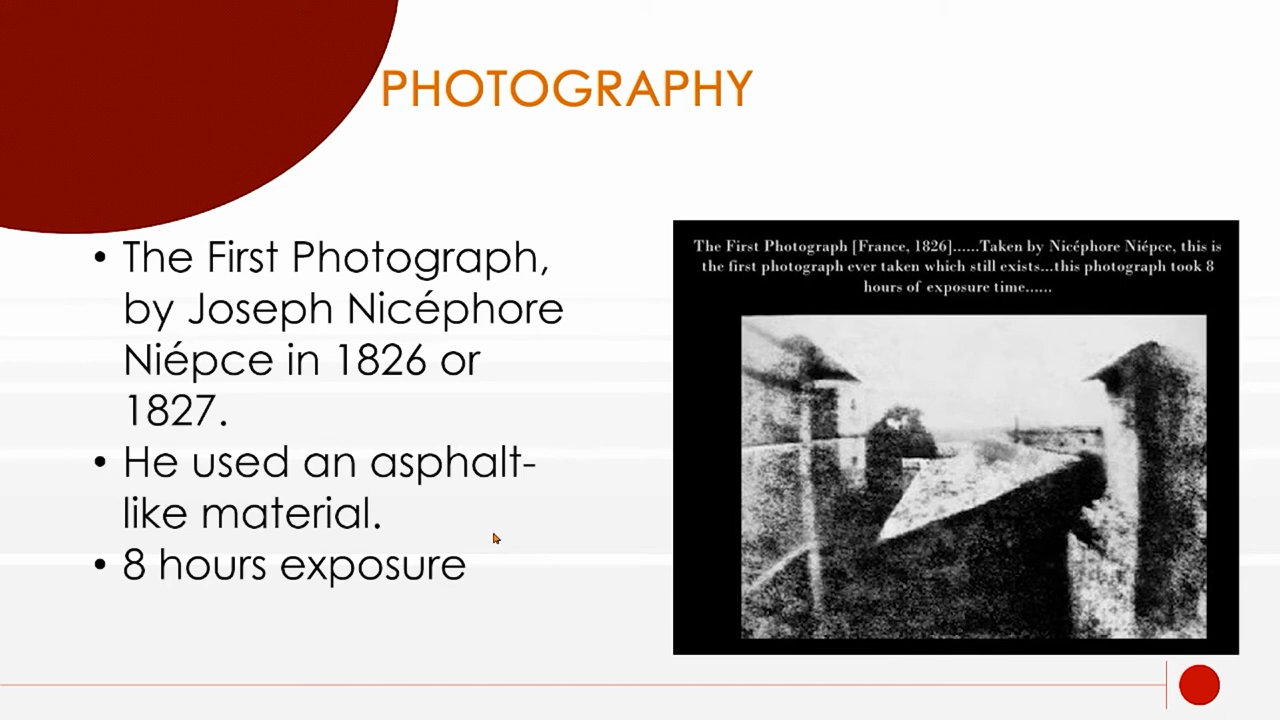 PHOTOGRAPHY
• The First Photograph,
by Joseph Nicéphore
Niépce in 1826 or
1827.
• He used an asphalt-
like material.
• 8 hours exposure
The First Photograph [France, 1826]......Taken by Nicéphore Niépce, this is
the first photograph ever taken which still exists...this photograph took 8
hours of exposure time......